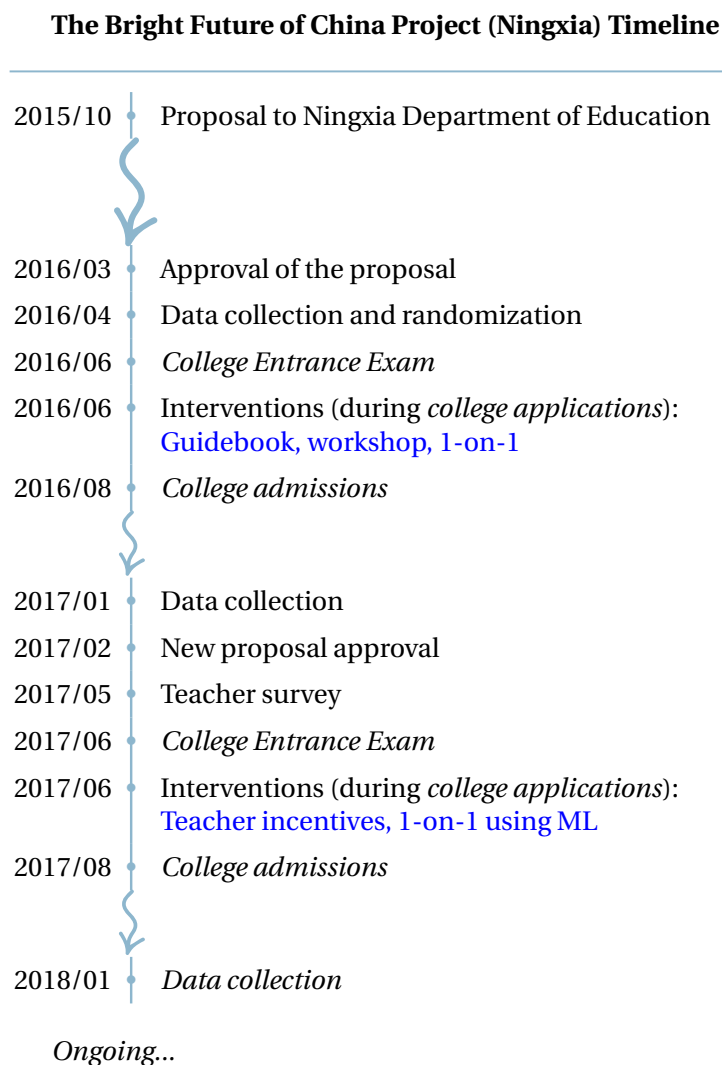 The Bright Future of China Project (Ningxia) Timeline
2015/10 Proposal to Ningxia Department of Education
2016/03 Approval of the proposal
2016/04 Data collection and randomization
2016/06 College Entrance Exam
2016/06 Interventions (during college applications):
Guidebook, workshop, 1-on-1
2016/08 College admissions
2017/01 Data collection
2017/02 New proposal approval
2017/05 Teacher survey
2017/06 College Entrance Exam
2017/06 Interventions (during college applications):
Teacher incentives, 1-on-1 using ML
2017/08 College admissions
2018/01 Data collection
Ongoing...